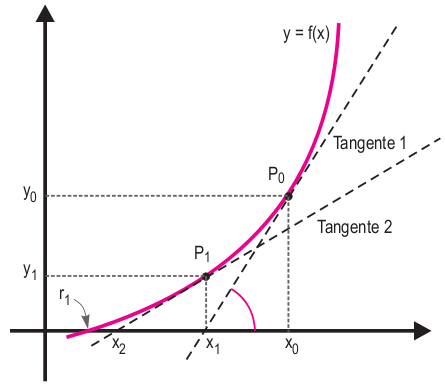 y = f(x)
Tangente 1
P₀
y₀
Tangente 2
P₁
y₁
r₁
x₂
x₁
x₀